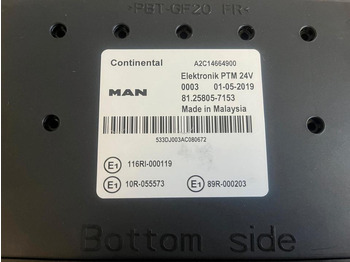 >PBT-GF20 FR<
Continental A2C14664900
MAN Elektronik PTM 24V
0003 01-05-2019
81.25805-7153
Made in Malaysia
533DJ003AC080672
E1 116RI-000119
E1 10R-055573 E1 89R-000203
Bottom side